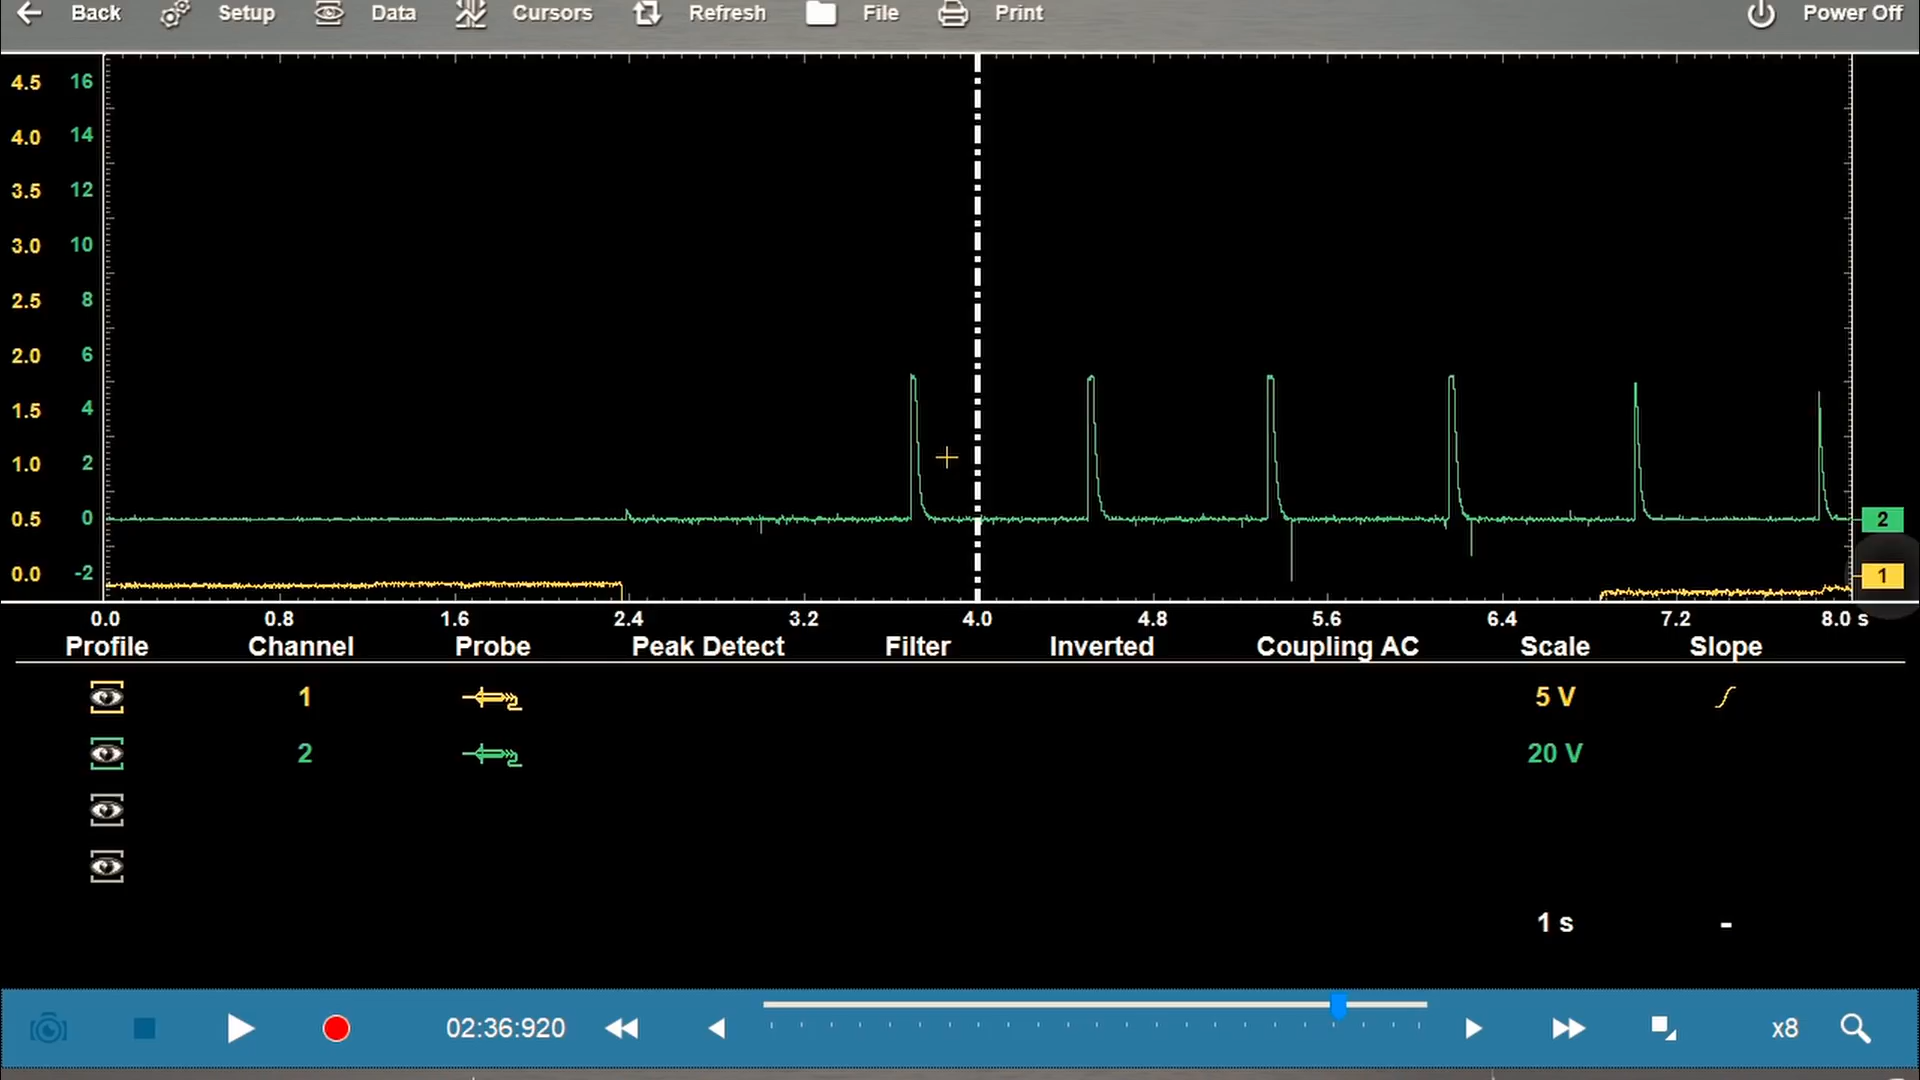 Back Setup Data Cursors Refresh File Print Power Off
4.5 16
4.0 14
3.5 12
3.0 10
2.5 8
2.0 6
1.5 4
1.0 2
0.5 0 2
0.0 -2 1
0.0 0.8 1.6 2.4 3.2 4.0 4.8 5.6 6.4 7.2 8.0 s
Profile Channel Probe Peak Detect Filter Inverted Coupling AC Scale Slope
1 5 V
2 20 V
1 s -
02:36:920 x8